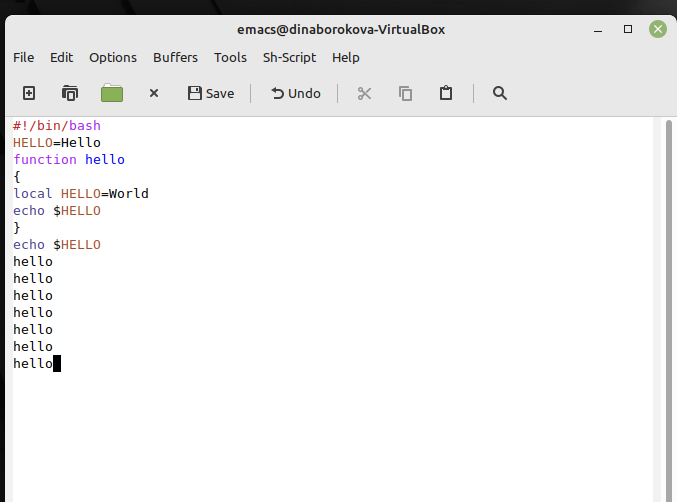 emacs@dinaborokova-VirtualBox
File Edit Options Buffers Tools Sh-Script Help
Save Undo
#!/bin/bash
HELLO=Hello
function hello
{
local HELLO=World
echo $HELLO
}
echo $HELLO
hello
hello
hello
hello
hello
hello
hello